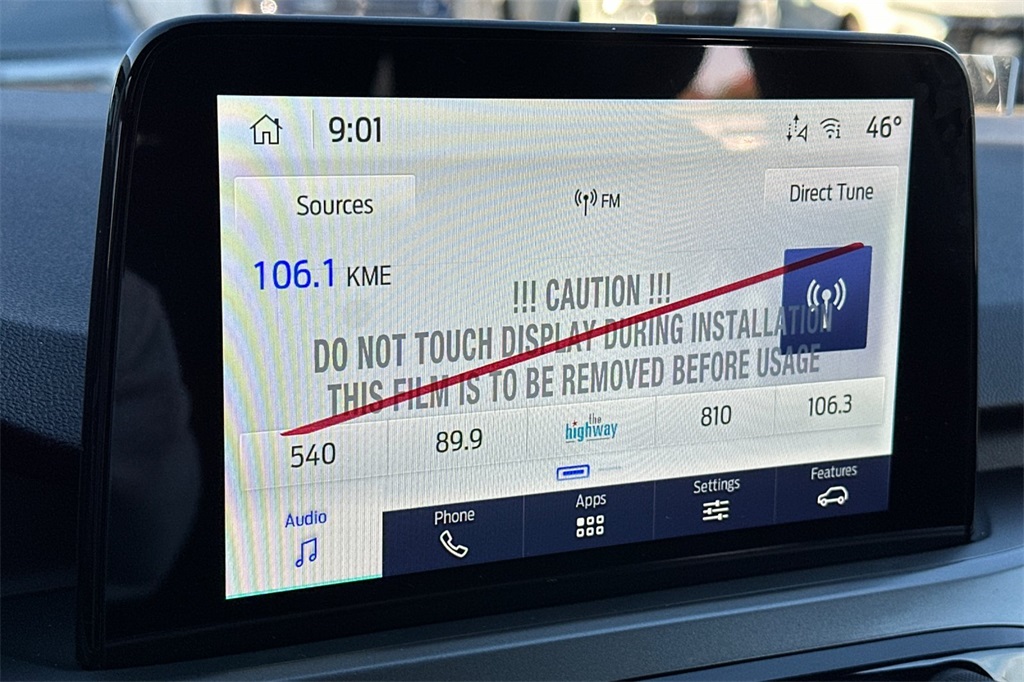 9:01
46°
Sources
FM
Direct Tune
106.1 KME
!!! CAUTION !!!
DO NOT TOUCH DISPLAY DURING INSTALLATION
THIS FILM IS TO BE REMOVED BEFORE USAGE
540
89.9
the
highway
810
106.3
Audio
Phone
Apps
Settings
Features